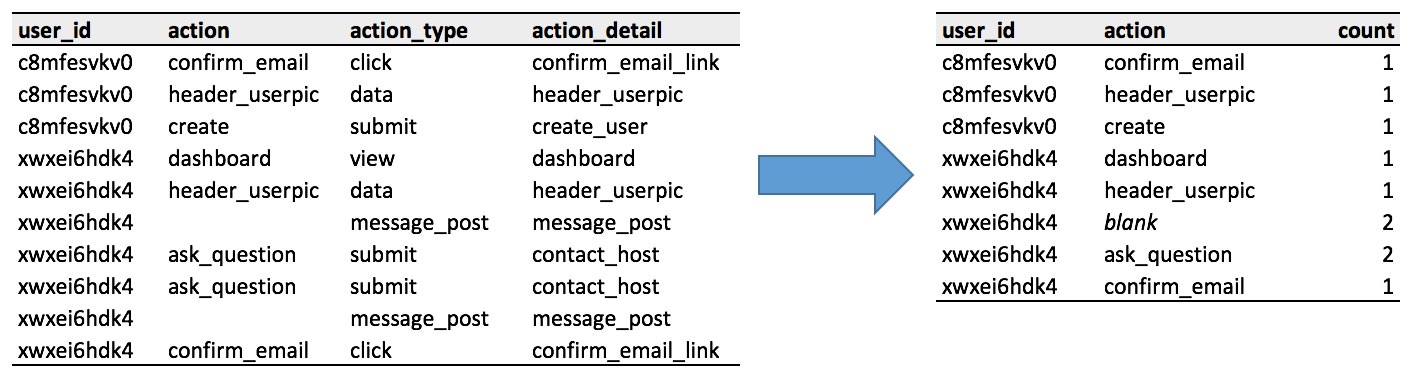 user_id action action_type action_detail
c8mfesvkv0 confirm_email click confirm_email_link
c8mfesvkv0 header_userpic data header_userpic
c8mfesvkv0 create submit create_user
xwxei6hdk4 dashboard view dashboard
xwxei6hdk4 header_userpic data header_userpic
xwxei6hdk4 message_post message_post
xwxei6hdk4 ask_question submit contact_host
xwxei6hdk4 ask_question submit contact_host
xwxei6hdk4 message_post message_post
xwxei6hdk4 confirm_email click confirm_email_link
user_id action count
c8mfesvkv0 confirm_email 1
c8mfesvkv0 header_userpic 1
c8mfesvkv0 create 1
xwxei6hdk4 dashboard 1
xwxei6hdk4 header_userpic 1
xwxei6hdk4 blank 2
xwxei6hdk4 ask_question 2
xwxei6hdk4 confirm_email 1